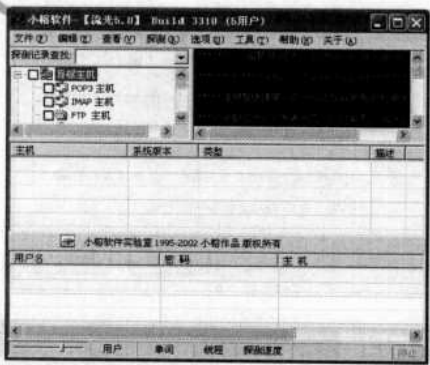 小榕软件-【流光5.0】 Build 3310 (6用户)
文件(F) 编辑(E) 查看(V) 探测(R) 选项(O) 工具(T) 帮助(H) 关于(A)
探测记录查找:
目标主机
POP3 主机
IMAP 主机
FTP 主机
主机 系统版本 类型 描述
小榕软件实验室 1995-2002 小榕作品 版权所有
用户名 密 码 主 机
用户 单词 线程 探测进度
停止